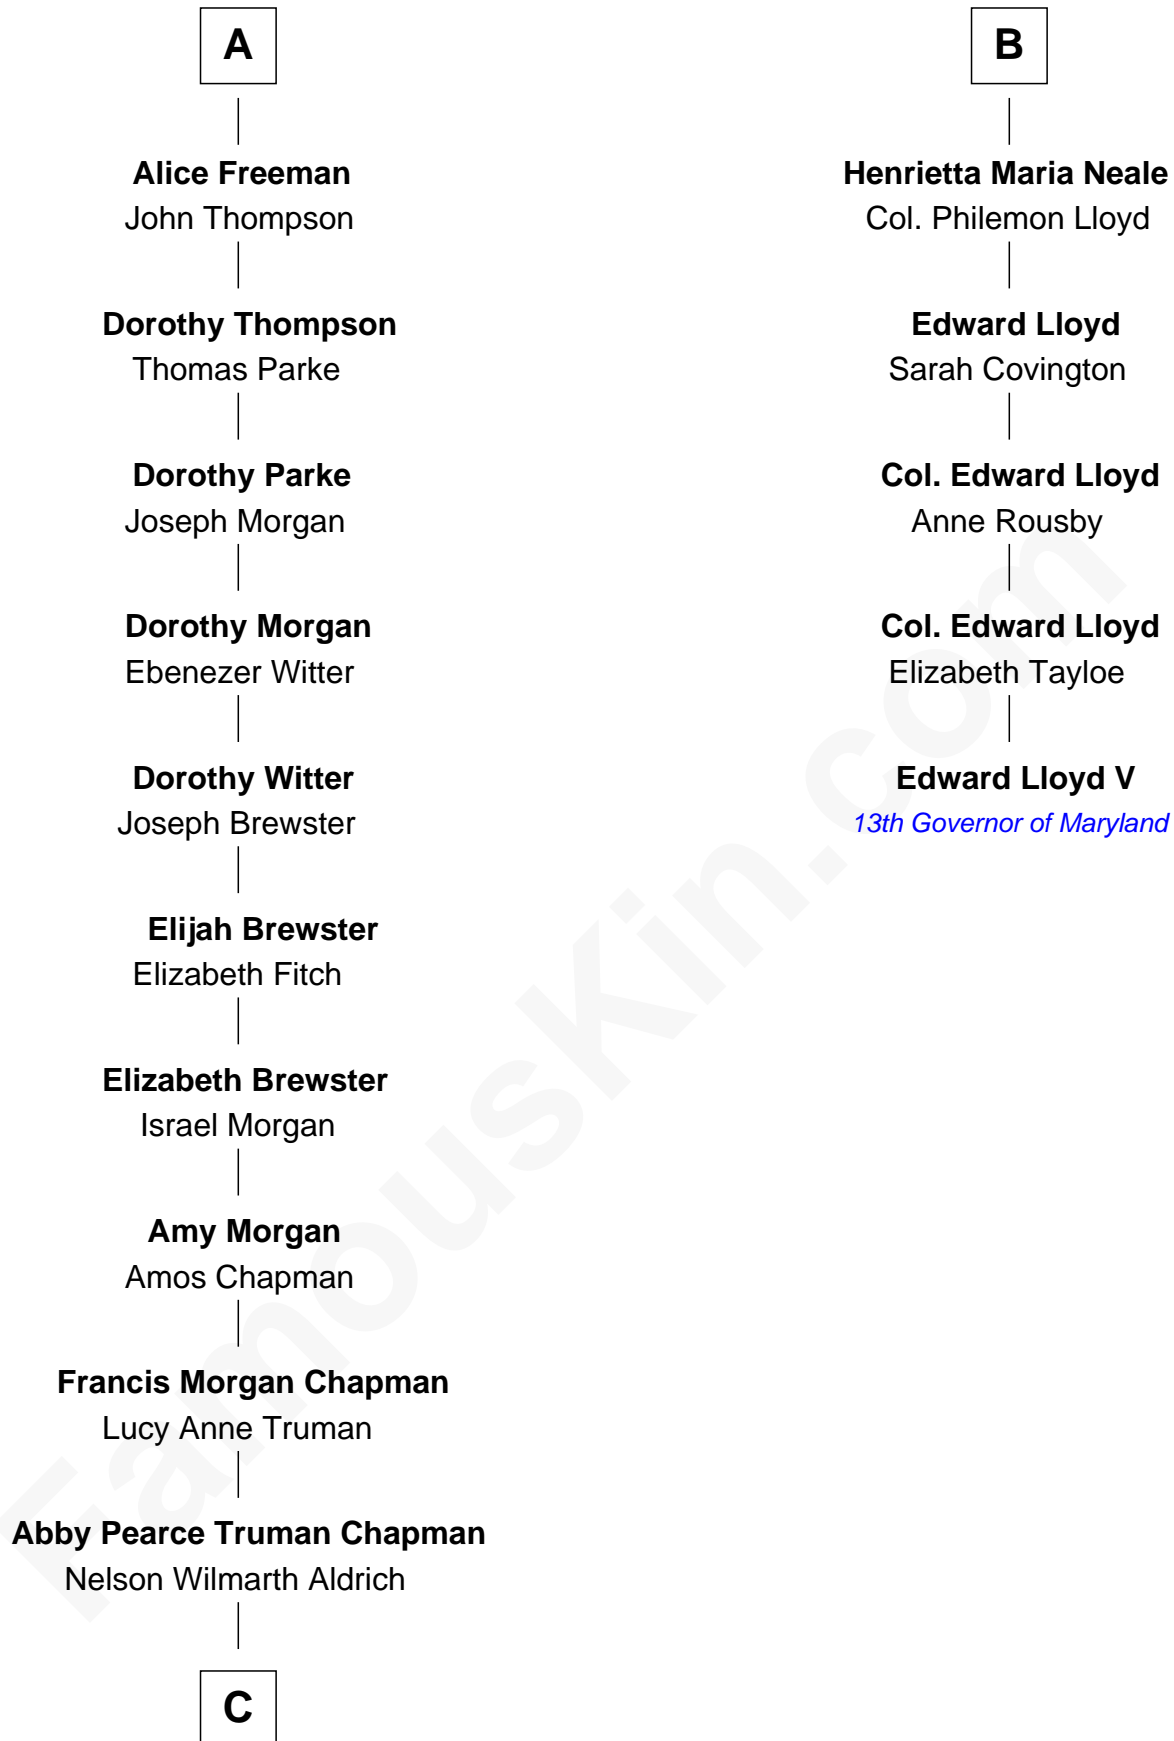 A
Alice Freeman
John Thompson
Dorothy Thompson
Thomas Parke
Dorothy Parke
Joseph Morgan
Dorothy Morgan
Ebenezer Witter
Dorothy Witter
Joseph Brewster
Elijah Brewster
Elizabeth Fitch
Elizabeth Brewster
Israel Morgan
Amy Morgan
Amos Chapman
Francis Morgan Chapman
Lucy Anne Truman
Abby Pearce Truman Chapman
Nelson Wilmarth Aldrich
C
B
Henrietta Maria Neale
Col. Philemon Lloyd
Edward Lloyd
Sarah Covington
Col. Edward Lloyd
Anne Rousby
Col. Edward Lloyd
Elizabeth Tayloe
Edward Lloyd V
13th Governor of Maryland
FamousKin.com